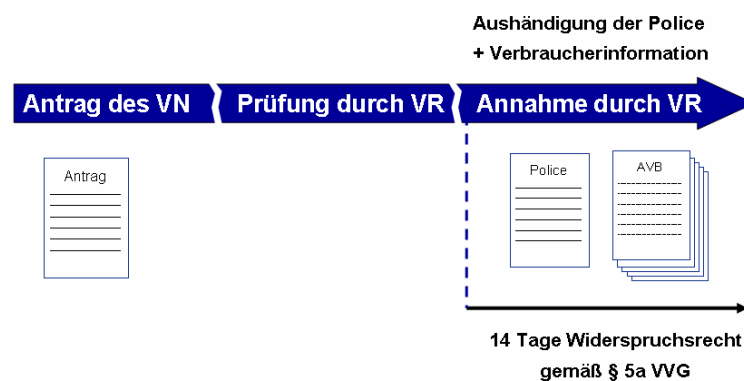 Aushändigung der Police
+ Verbraucherinformation
Antrag des VN
Prüfung durch VR
Annahme durch VR
Antrag
Police
AVB
14 Tage Widerspruchsrecht
gemäß § 5a VVG